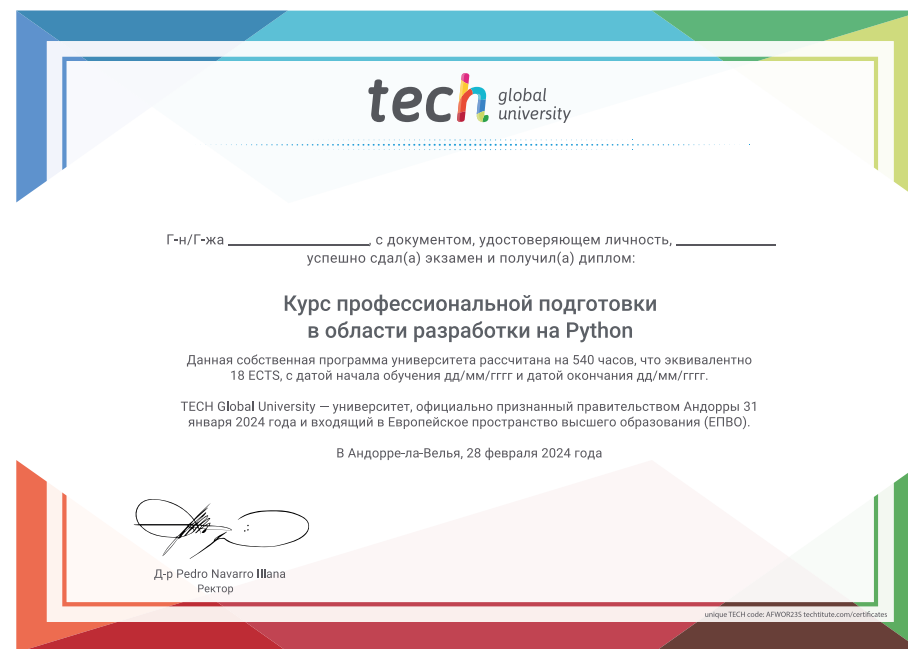 tech global university
Г-н/Г-жа ____________________, с документом, удостоверяющем личность, ______________
успешно сдал(а) экзамен и получил(а) диплом:
Курс профессиональной подготовки
в области разработки на Python
Данная собственная программа университета рассчитана на 540 часов, что эквивалентно
18 ECTS, с датой начала обучения дд/мм/гггг и датой окончания дд/мм/гггг.
TECH Global University — университет, официально признанный правительством Андорры 31
января 2024 года и входящий в Европейское пространство высшего образования (ЕПВО).
В Андорре-ла-Велья, 28 февраля 2024 года
Д-р Pedro Navarro Illana
Ректор
unique TECH code: AFWOR23S techtitute.com/certificates